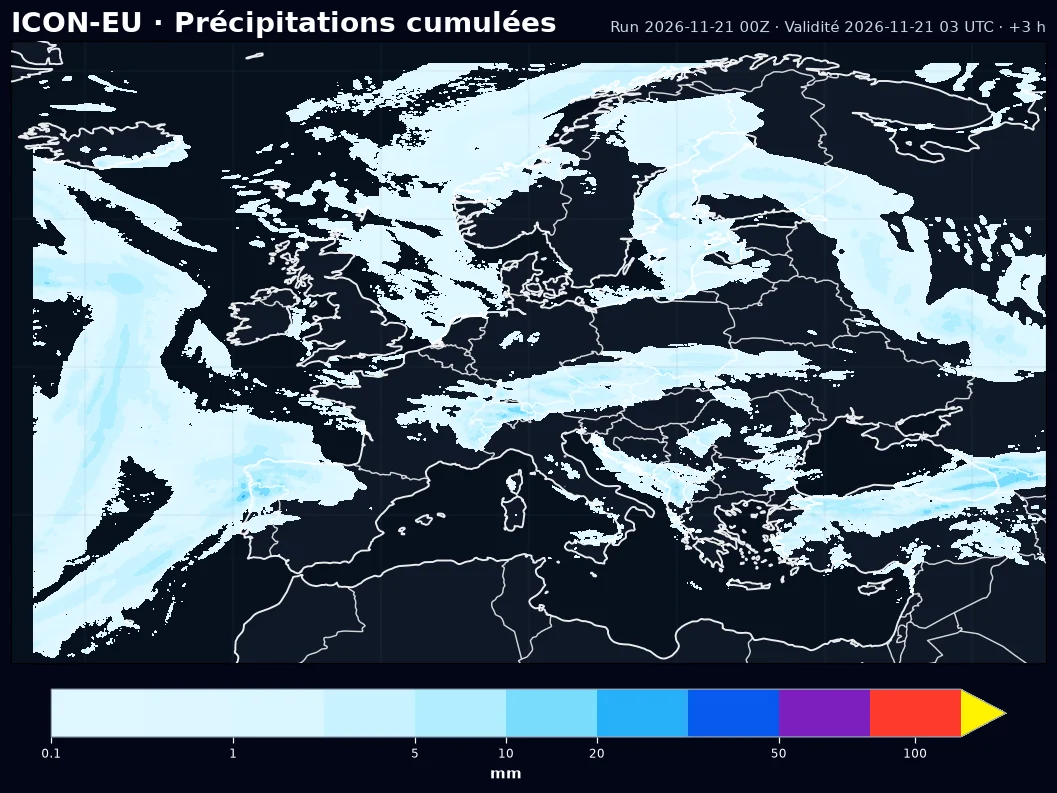 ICON-EU · Précipitations cumulées
Run 2026-11-21 00Z · Validité 2026-11-21 03 UTC · +3 h
0.1 1 5 10 20 50 100
mm